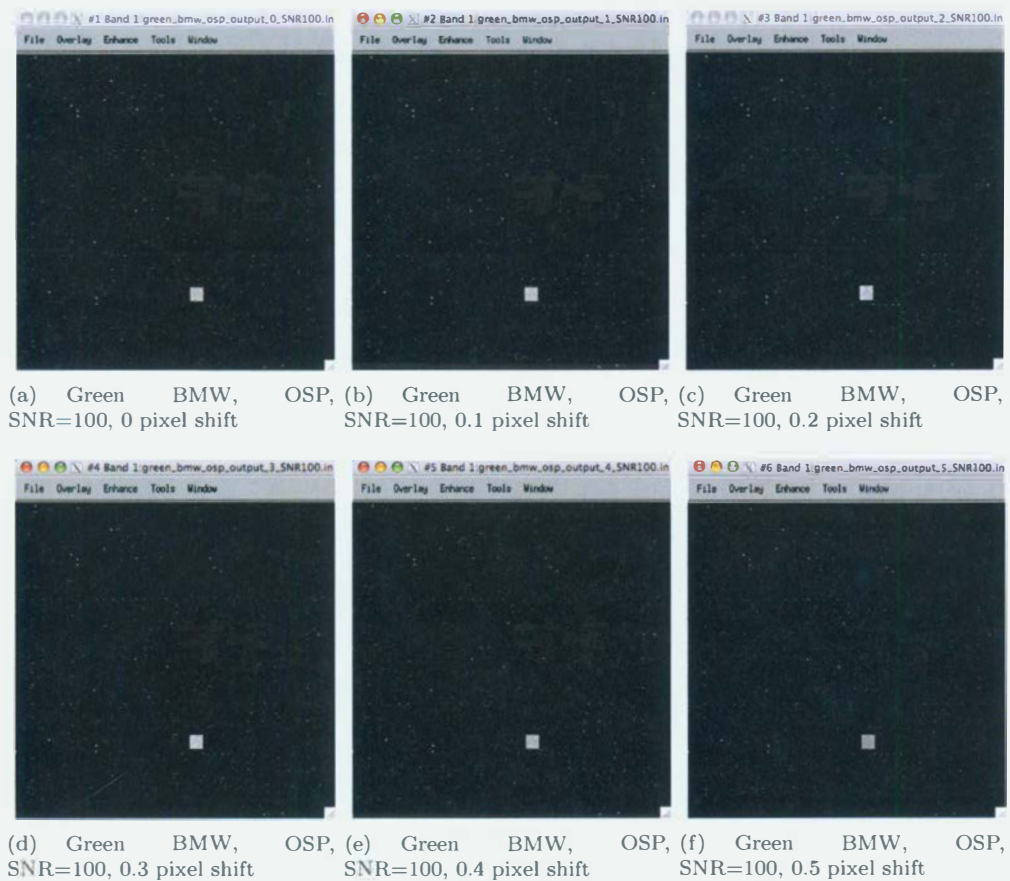 #1 Band 1:green_bmw_osp_output_0_SNR100.in
File Overlay Enhance Tools Window
#2 Band 1:green_bmw_osp_output_1_SNR100.in
File Overlay Enhance Tools Window
#3 Band 1:green_bmw_osp_output_2_SNR100.in
File Overlay Enhance Tools Window
(a) Green BMW, OSP,
SNR=100, 0 pixel shift
(b) Green BMW, OSP,
SNR=100, 0.1 pixel shift
(c) Green BMW, OSP,
SNR=100, 0.2 pixel shift
#4 Band 1:green_bmw_osp_output_3_SNR100.in
File Overlay Enhance Tools Window
#5 Band 1:green_bmw_osp_output_4_SNR100.in
File Overlay Enhance Tools Window
#6 Band 1:green_bmw_osp_output_5_SNR100.in
File Overlay Enhance Tools Window
(d) Green BMW, OSP,
SNR=100, 0.3 pixel shift
(e) Green BMW, OSP,
SNR=100, 0.4 pixel shift
(f) Green BMW, OSP,
SNR=100, 0.5 pixel shift